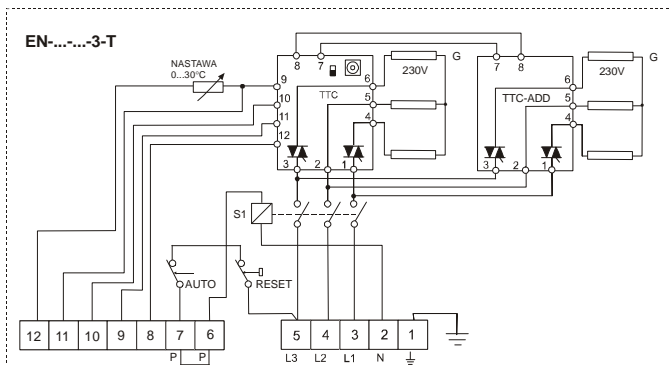 EN-...-...-3-T
NASTAWA
0...30°C
8 7
9
10
11
12
TTC
6
5
4
3 2 1
230V
G
7 8
TTC-ADD
6
5
4
3 2 1
230V
G
S1
AUTO
RESET
12 11 10 9 8 7 6
P P
5 4 3 2 1
L3 L2 L1 N